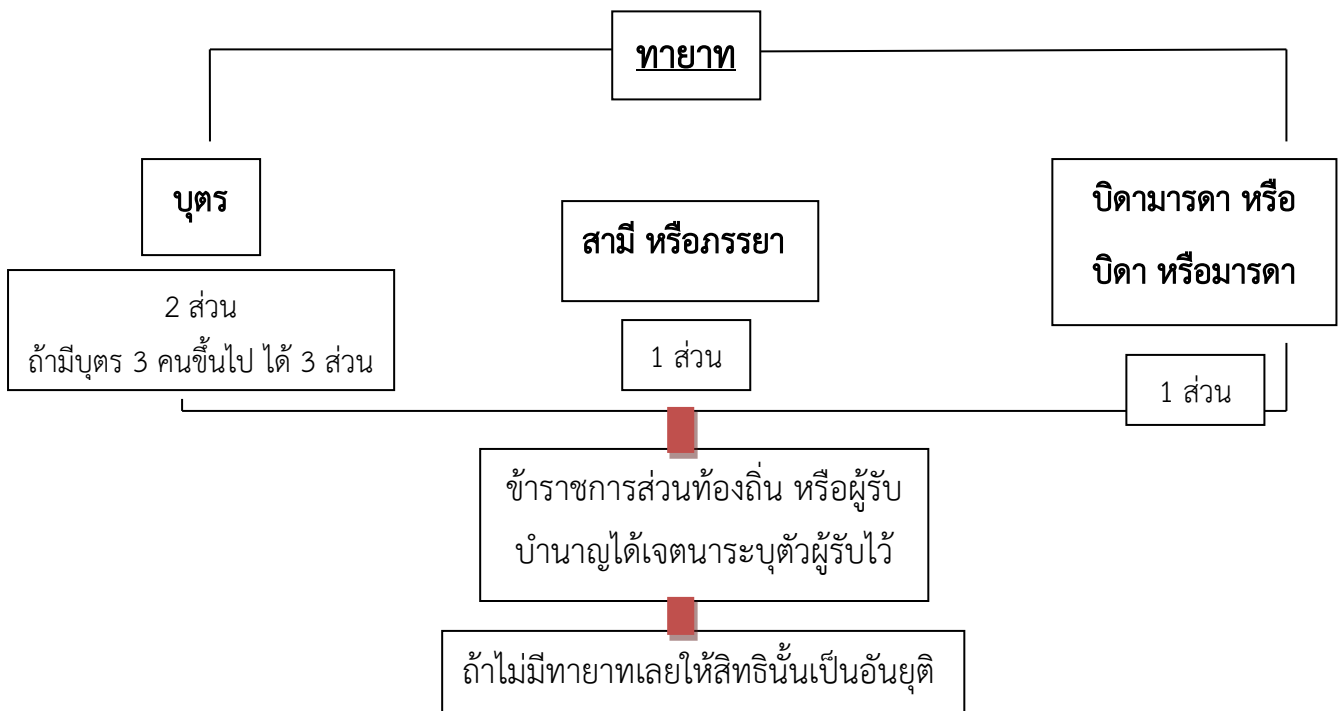 ทายาท
บุตร
2 ส่วน
ถ้ามีบุตร 3 คนขึ้นไป ได้ 3 ส่วน
สามี หรือภรรยา
1 ส่วน
บิดามารดา หรือ
บิดา หรือมารดา
1 ส่วน
ข้าราชการส่วนท้องถิ่น หรือผู้รับ
บำนาญได้เจตนาระบุตัวผู้รับไว้
ถ้าไม่มีทายาทเลยให้สิทธินั้นเป็นอันยุติ